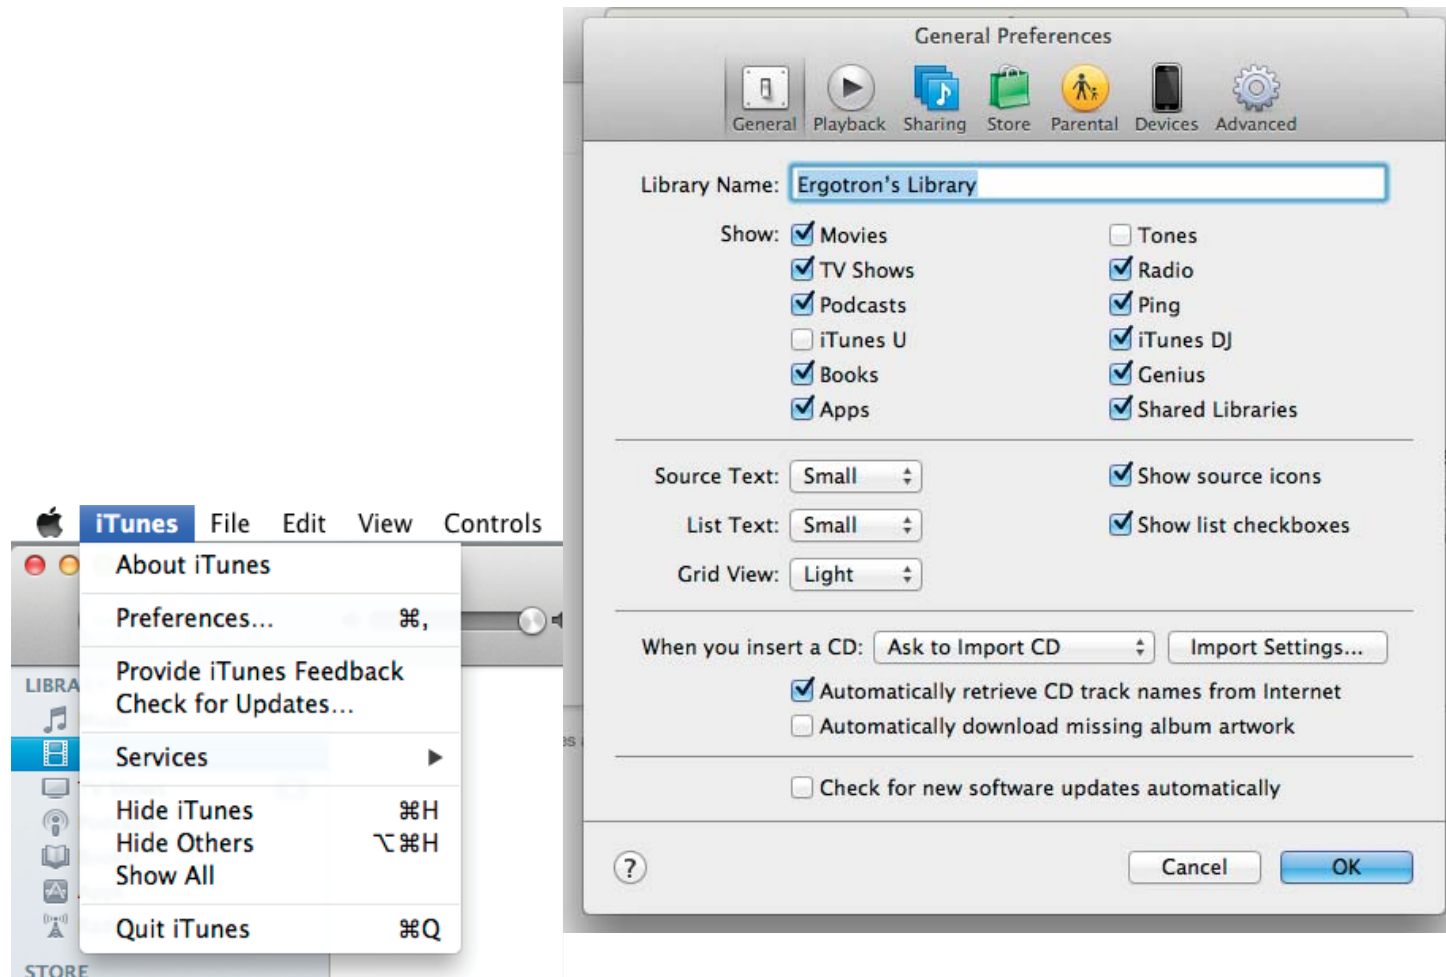 iTunes File Edit View Controls
About iTunes
Preferences... ⌘,
Provide iTunes Feedback
Check for Updates...
Services
Hide iTunes ⌘H
Hide Others ⌥⌘H
Show All
Quit iTunes ⌘Q
LIBRA
STORE
General Preferences
General Playback Sharing Store Parental Devices Advanced
Library Name: Ergotron's Library
Show: Movies Tones
TV Shows Radio
Podcasts Ping
iTunes U iTunes DJ
Books Genius
Apps Shared Libraries
Source Text: Small Show source icons
List Text: Small Show list checkboxes
Grid View: Light
When you insert a CD: Ask to Import CD Import Settings...
Automatically retrieve CD track names from Internet
Automatically download missing album artwork
Check for new software updates automatically
? Cancel OK